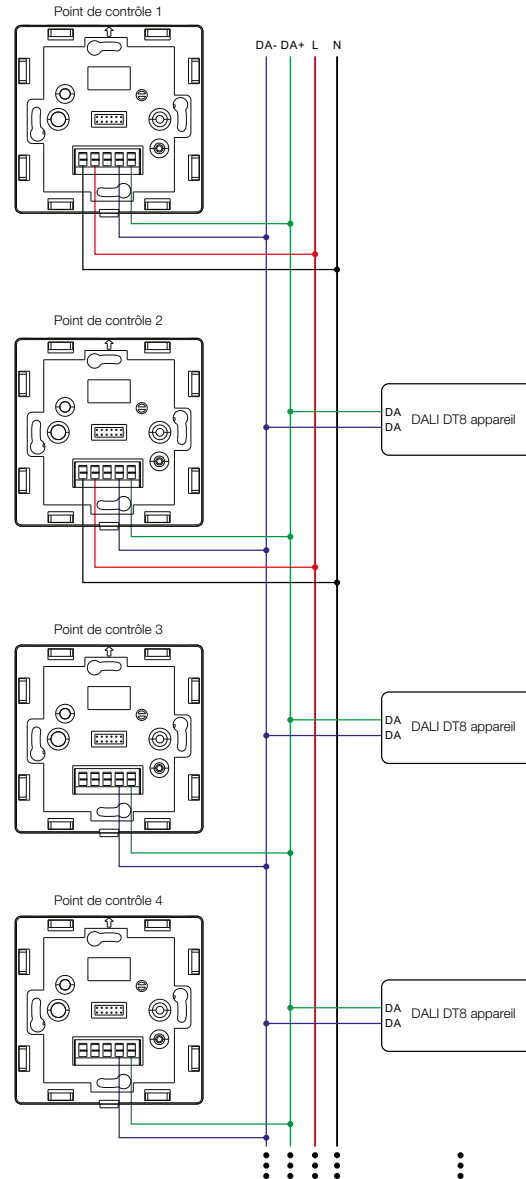 Point de contrôle 1
DA- DA+ L N
Point de contrôle 2
DA
DALI DT8 appareil
DA
Point de contrôle 3
DA
DALI DT8 appareil
DA
Point de contrôle 4
DA
DALI DT8 appareil
DA